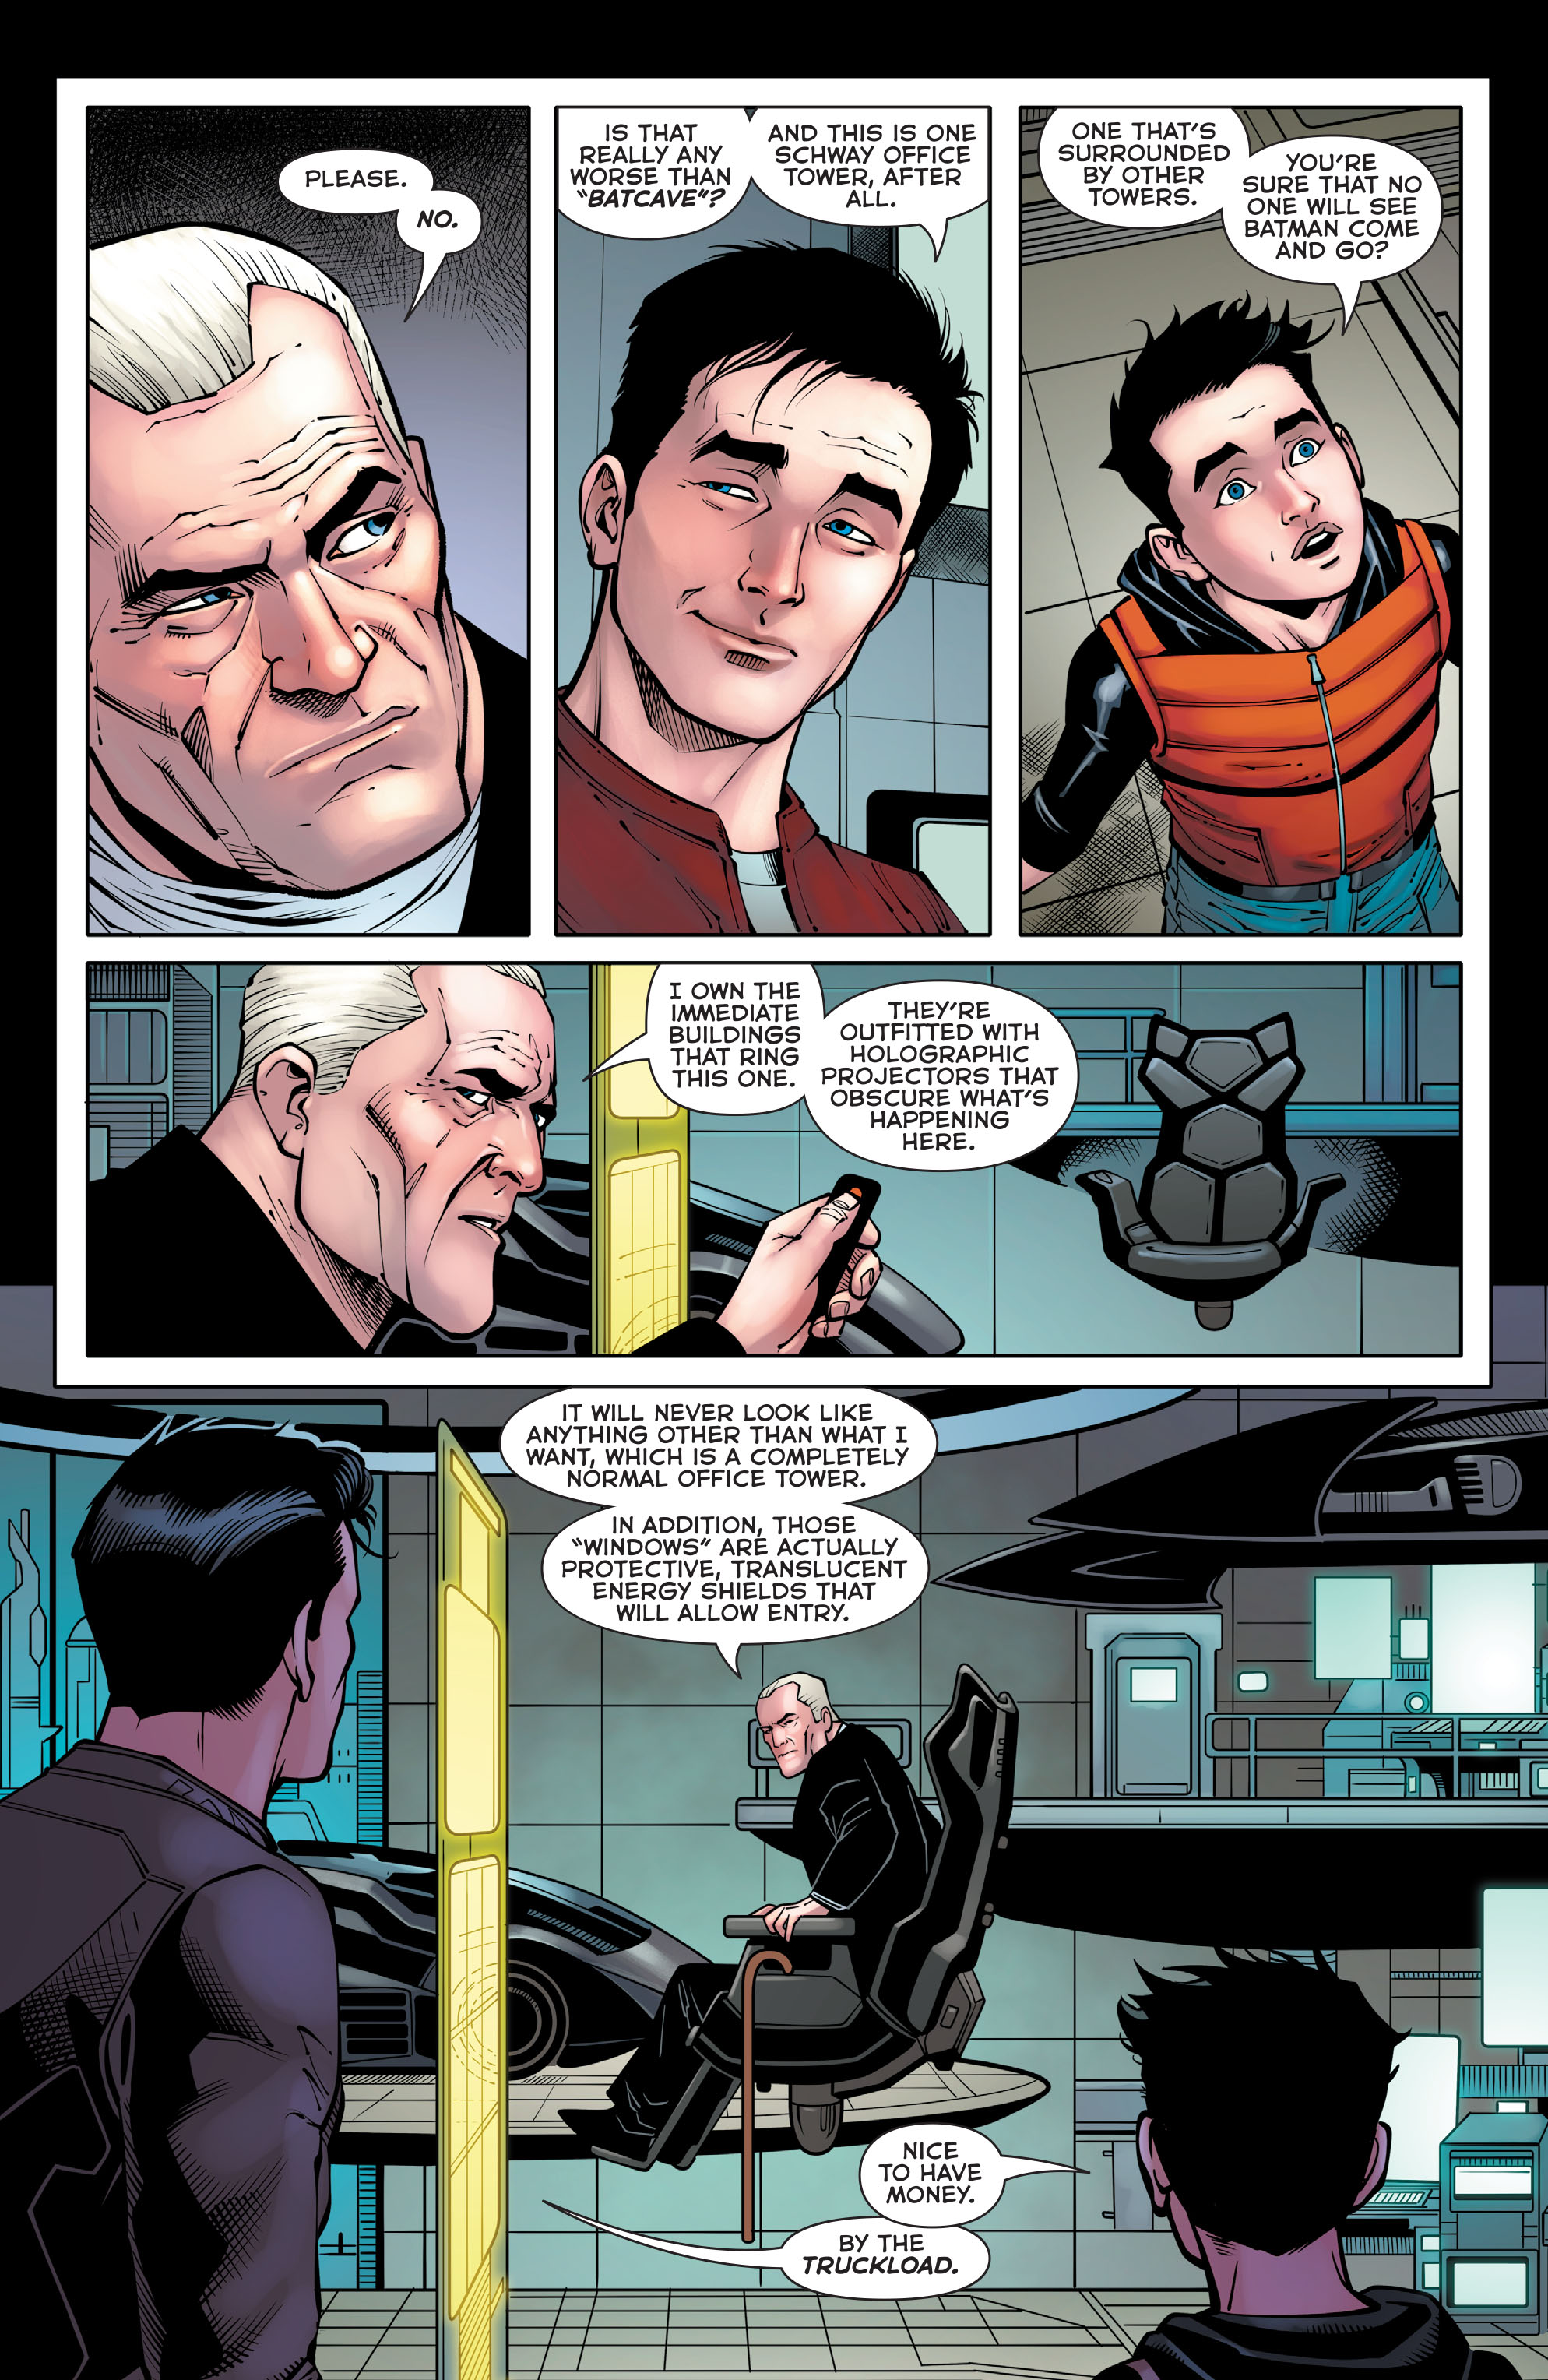 PLEASE.
NO.
IS THAT
REALLY ANY
WORSE THAN
"BATCAVE"?
AND THIS IS ONE
SCHWAY OFFICE
TOWER, AFTER
ALL.
ONE THAT'S
SURROUNDED
BY OTHER
TOWERS.
YOU'RE
SURE THAT NO
ONE WILL SEE
BATMAN COME
AND GO?
I OWN THE
IMMEDIATE
BUILDINGS
THAT RING
THIS ONE.
THEY'RE
OUTFITTED WITH
HOLOGRAPHIC
PROJECTORS THAT
OBSCURE WHAT'S
HAPPENING
HERE.
IT WILL NEVER LOOK LIKE
ANYTHING OTHER THAN WHAT I
WANT, WHICH IS A COMPLETELY
NORMAL OFFICE TOWER.
IN ADDITION, THOSE
"WINDOWS" ARE ACTUALLY
PROTECTIVE, TRANSLUCENT
ENERGY SHIELDS THAT
WILL ALLOW ENTRY.
NICE
TO HAVE
MONEY.
BY THE
TRUCKLOAD.